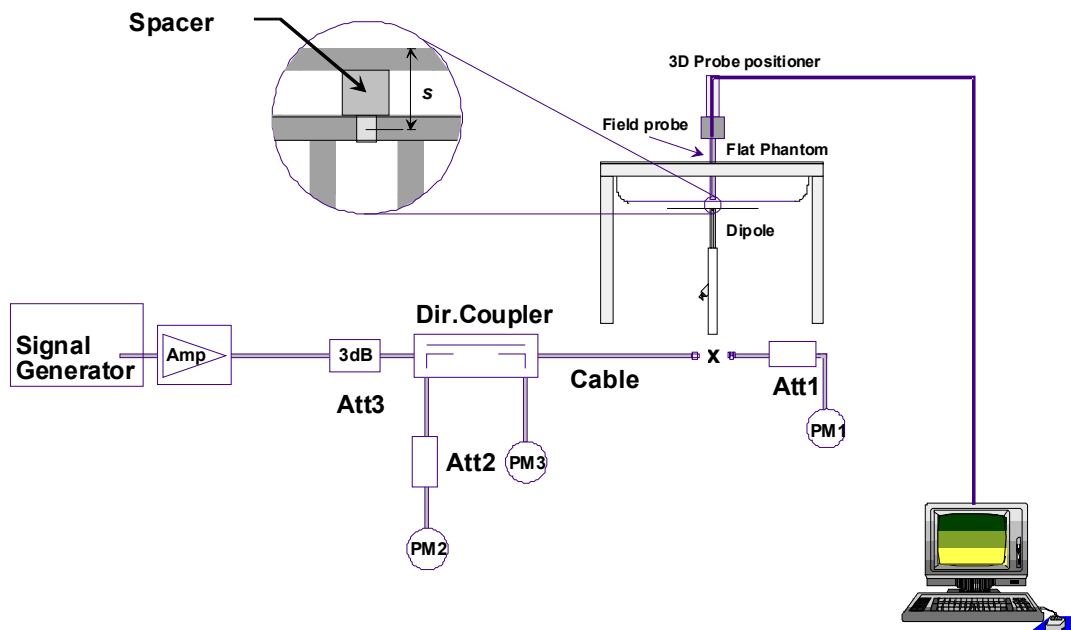 Spacer
s
3D Probe positioner
Field probe
Flat Phantom
Dipole
Dir.Coupler
Signal
Generator
Amp
3dB
Cable
x
Att1
Att3
PM1
Att2
PM3
PM2